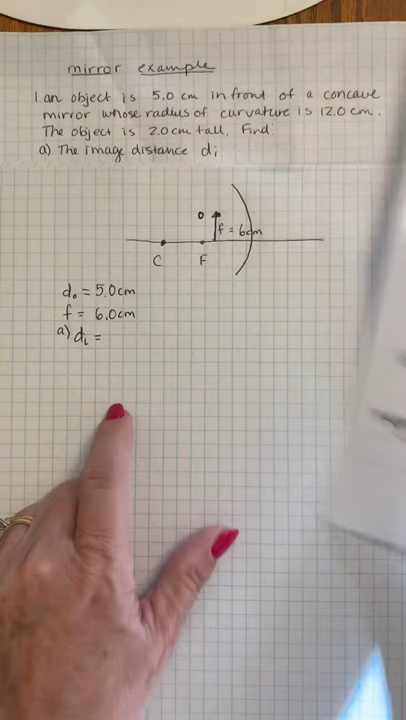 mirror example
1. an object is 5.0 cm in front of a concave
mirror whose radius of curvature is 12.0 cm.
The object is 2.0 cm tall. Find:
a) The image distance di
O
f = 6cm
C F
do = 5.0cm
f = 6.0cm
a) di =